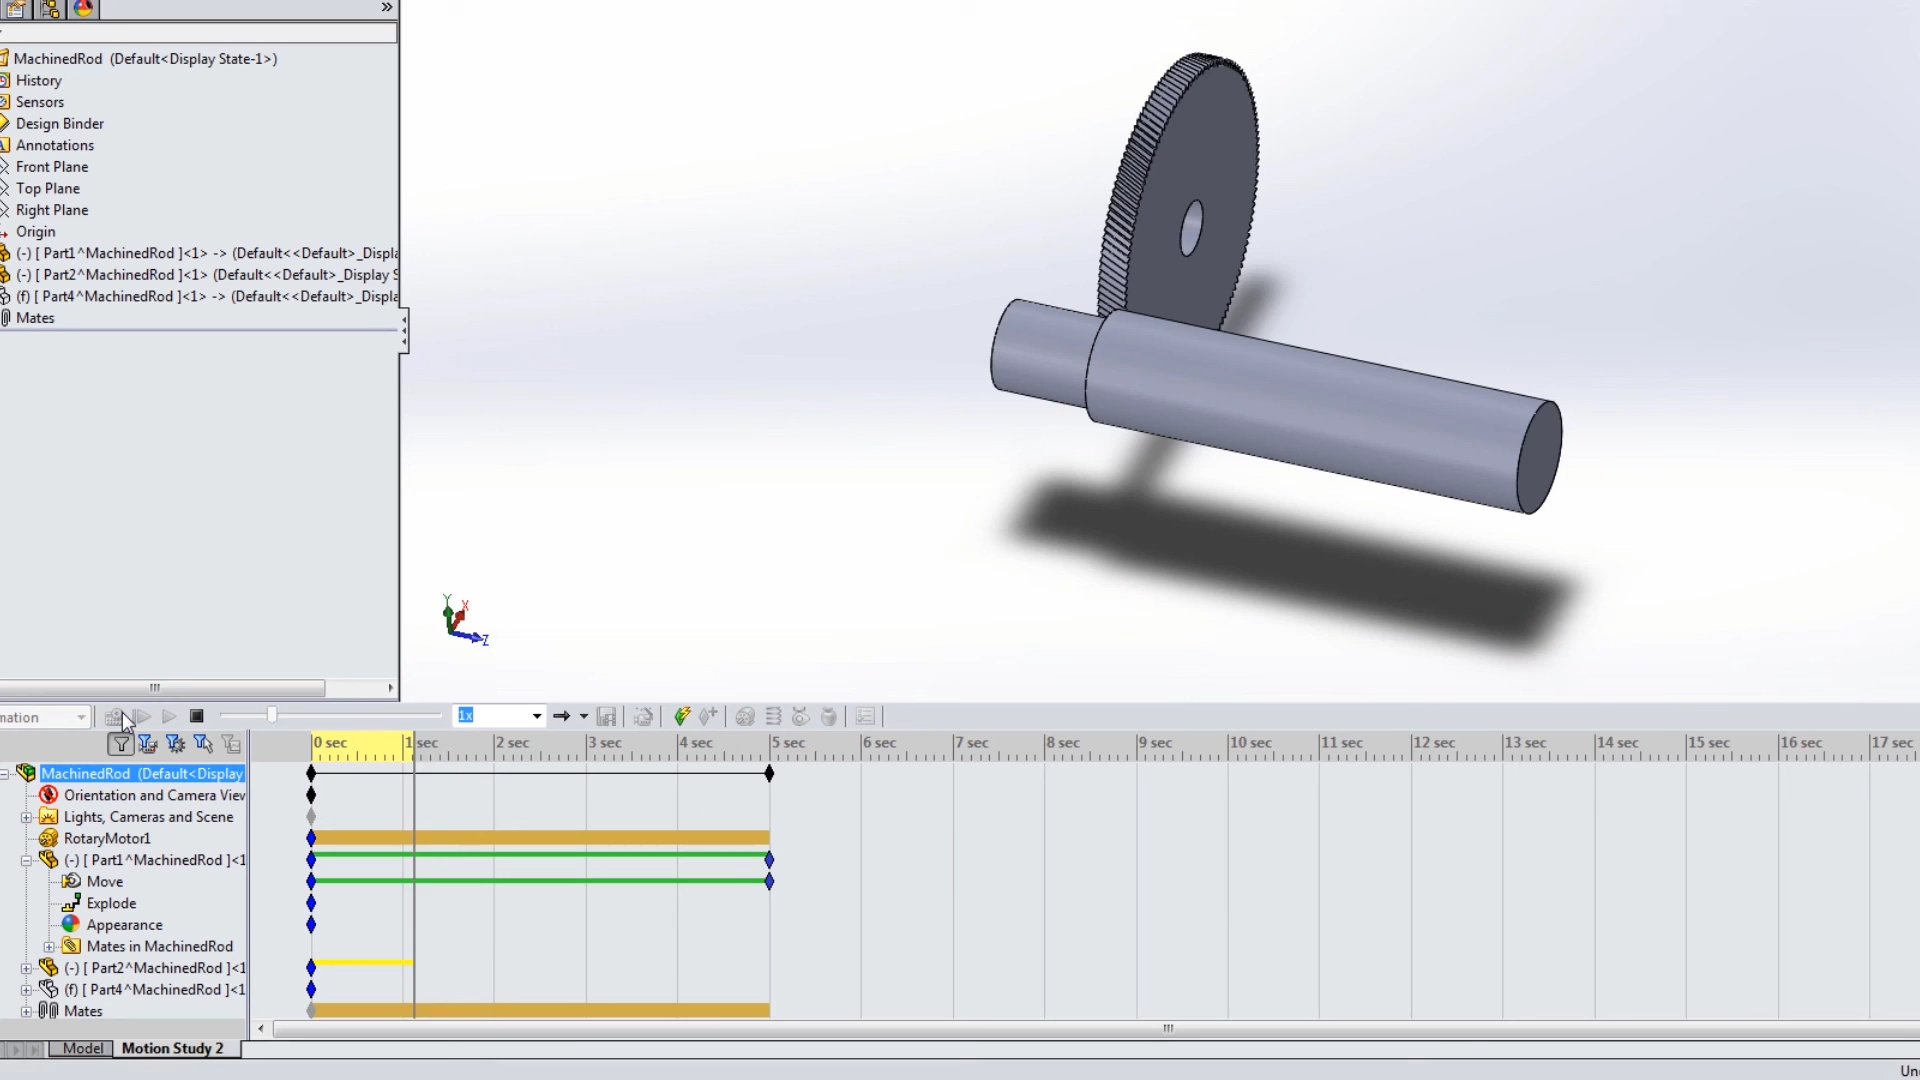 »
MachinedRod (Default<Display State-1>)
History
Sensors
Design Binder
Annotations
Front Plane
Top Plane
Right Plane
Origin
(-) [ Part1^MachinedRod ]<1> -> (Default<<Default>_Displa
(-) [ Part2^MachinedRod ]<1> (Default<<Default>_Display S
(f) [ Part4^MachinedRod ]<1> -> (Default<<Default>_Displa
Mates
Y
X
Z
mation
1x
0 sec 1 sec 2 sec 3 sec 4 sec 5 sec 6 sec 7 sec 8 sec 9 sec 10 sec 11 sec 12 sec 13 sec 14 sec 15 sec 16 sec 17 sec
MachinedRod (Default<Display
Orientation and Camera View
Lights, Cameras and Scene
RotaryMotor1
(-) [ Part1^MachinedRod ]<1
Move
Explode
Appearance
Mates in MachinedRod
(-) [ Part2^MachinedRod ]<1
(f) [ Part4^MachinedRod ]<1
Mates
Model Motion Study 2
Un